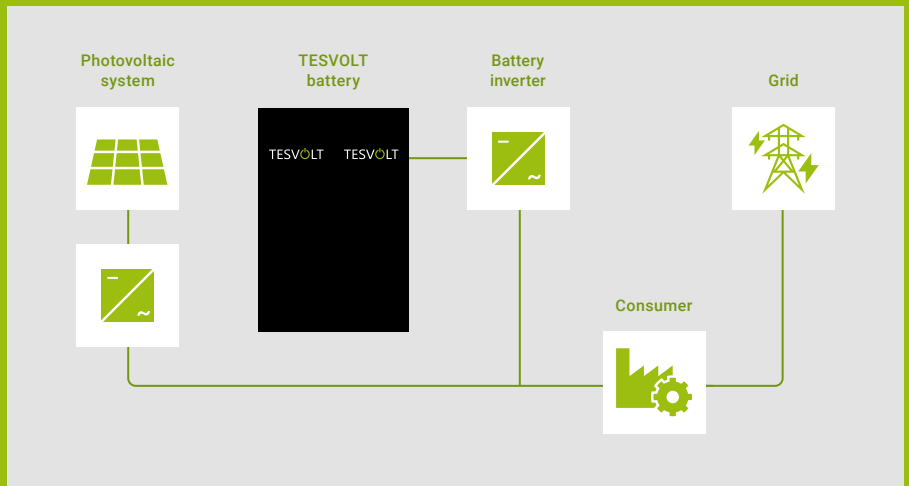 Photovoltaic
system
TESVOLT
battery
Battery
inverter
Grid
TESVOLT TESVOLT
Consumer